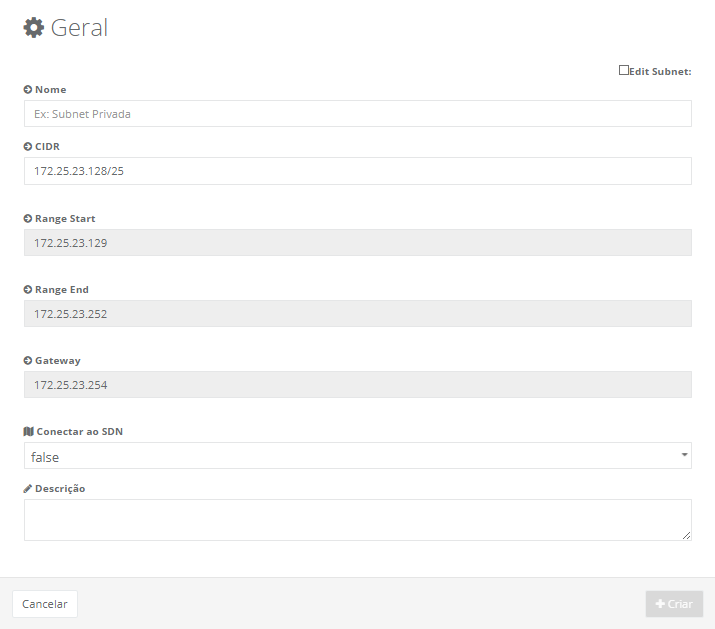 Geral
Edit Subnet:
Nome
Ex: Subnet Privada
CIDR
172.25.23.128/25
Range Start
172.25.23.129
Range End
172.25.23.252
Gateway
172.25.23.254
Conectar ao SDN
false
Descrição
Cancelar
Criar